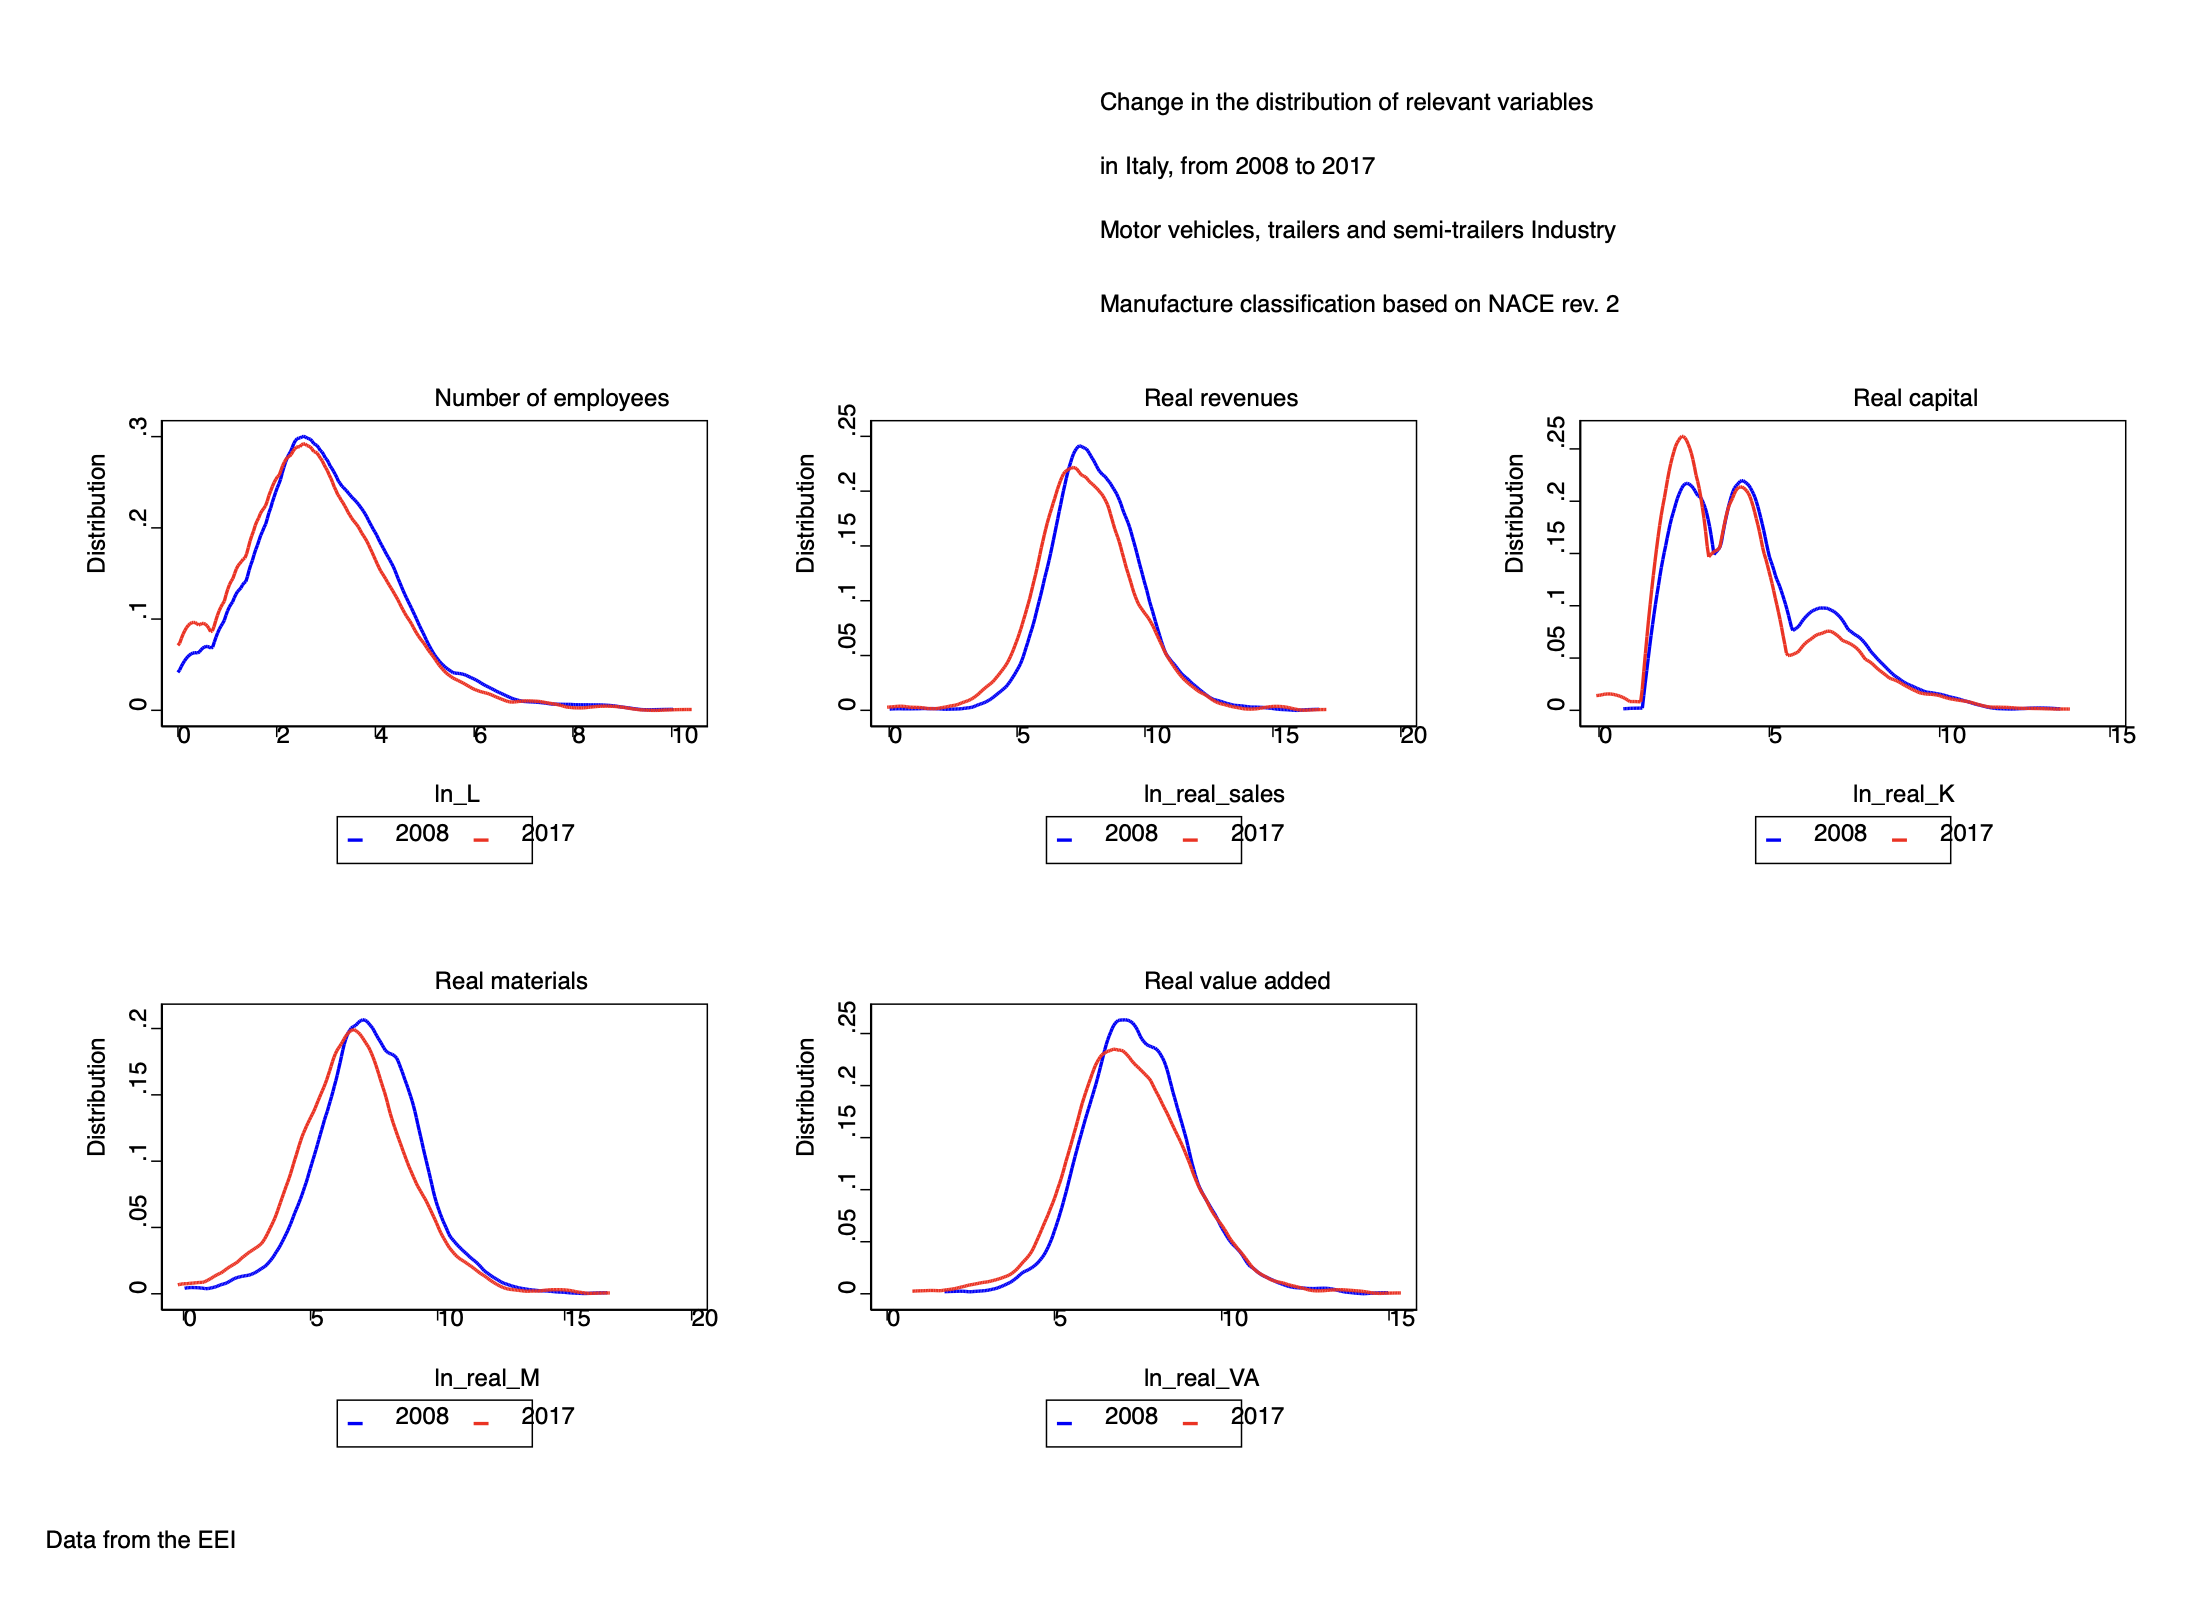 Change in the distribution of relevant variables
in Italy, from 2008 to 2017
Motor vehicles, trailers and semi-trailers Industry
Manufacture classification based on NACE rev. 2
Number of employees
Distribution
0 .1 .2 .3
0 2 4 6 8 10
ln_L
2008 2017
Real revenues
Distribution
0 .05 .1 .15 .2 .25
0 5 10 15 20
ln_real_sales
2008 2017
Real capital
Distribution
0 .05 .1 .15 .2 .25
0 5 10 15
ln_real_K
2008 2017
Real materials
Distribution
0 .05 .1 .15 .2
0 5 10 15 20
ln_real_M
2008 2017
Real value added
Distribution
0 .05 .1 .15 .2 .25
0 5 10 15
ln_real_VA
2008 2017
Data from the EEI